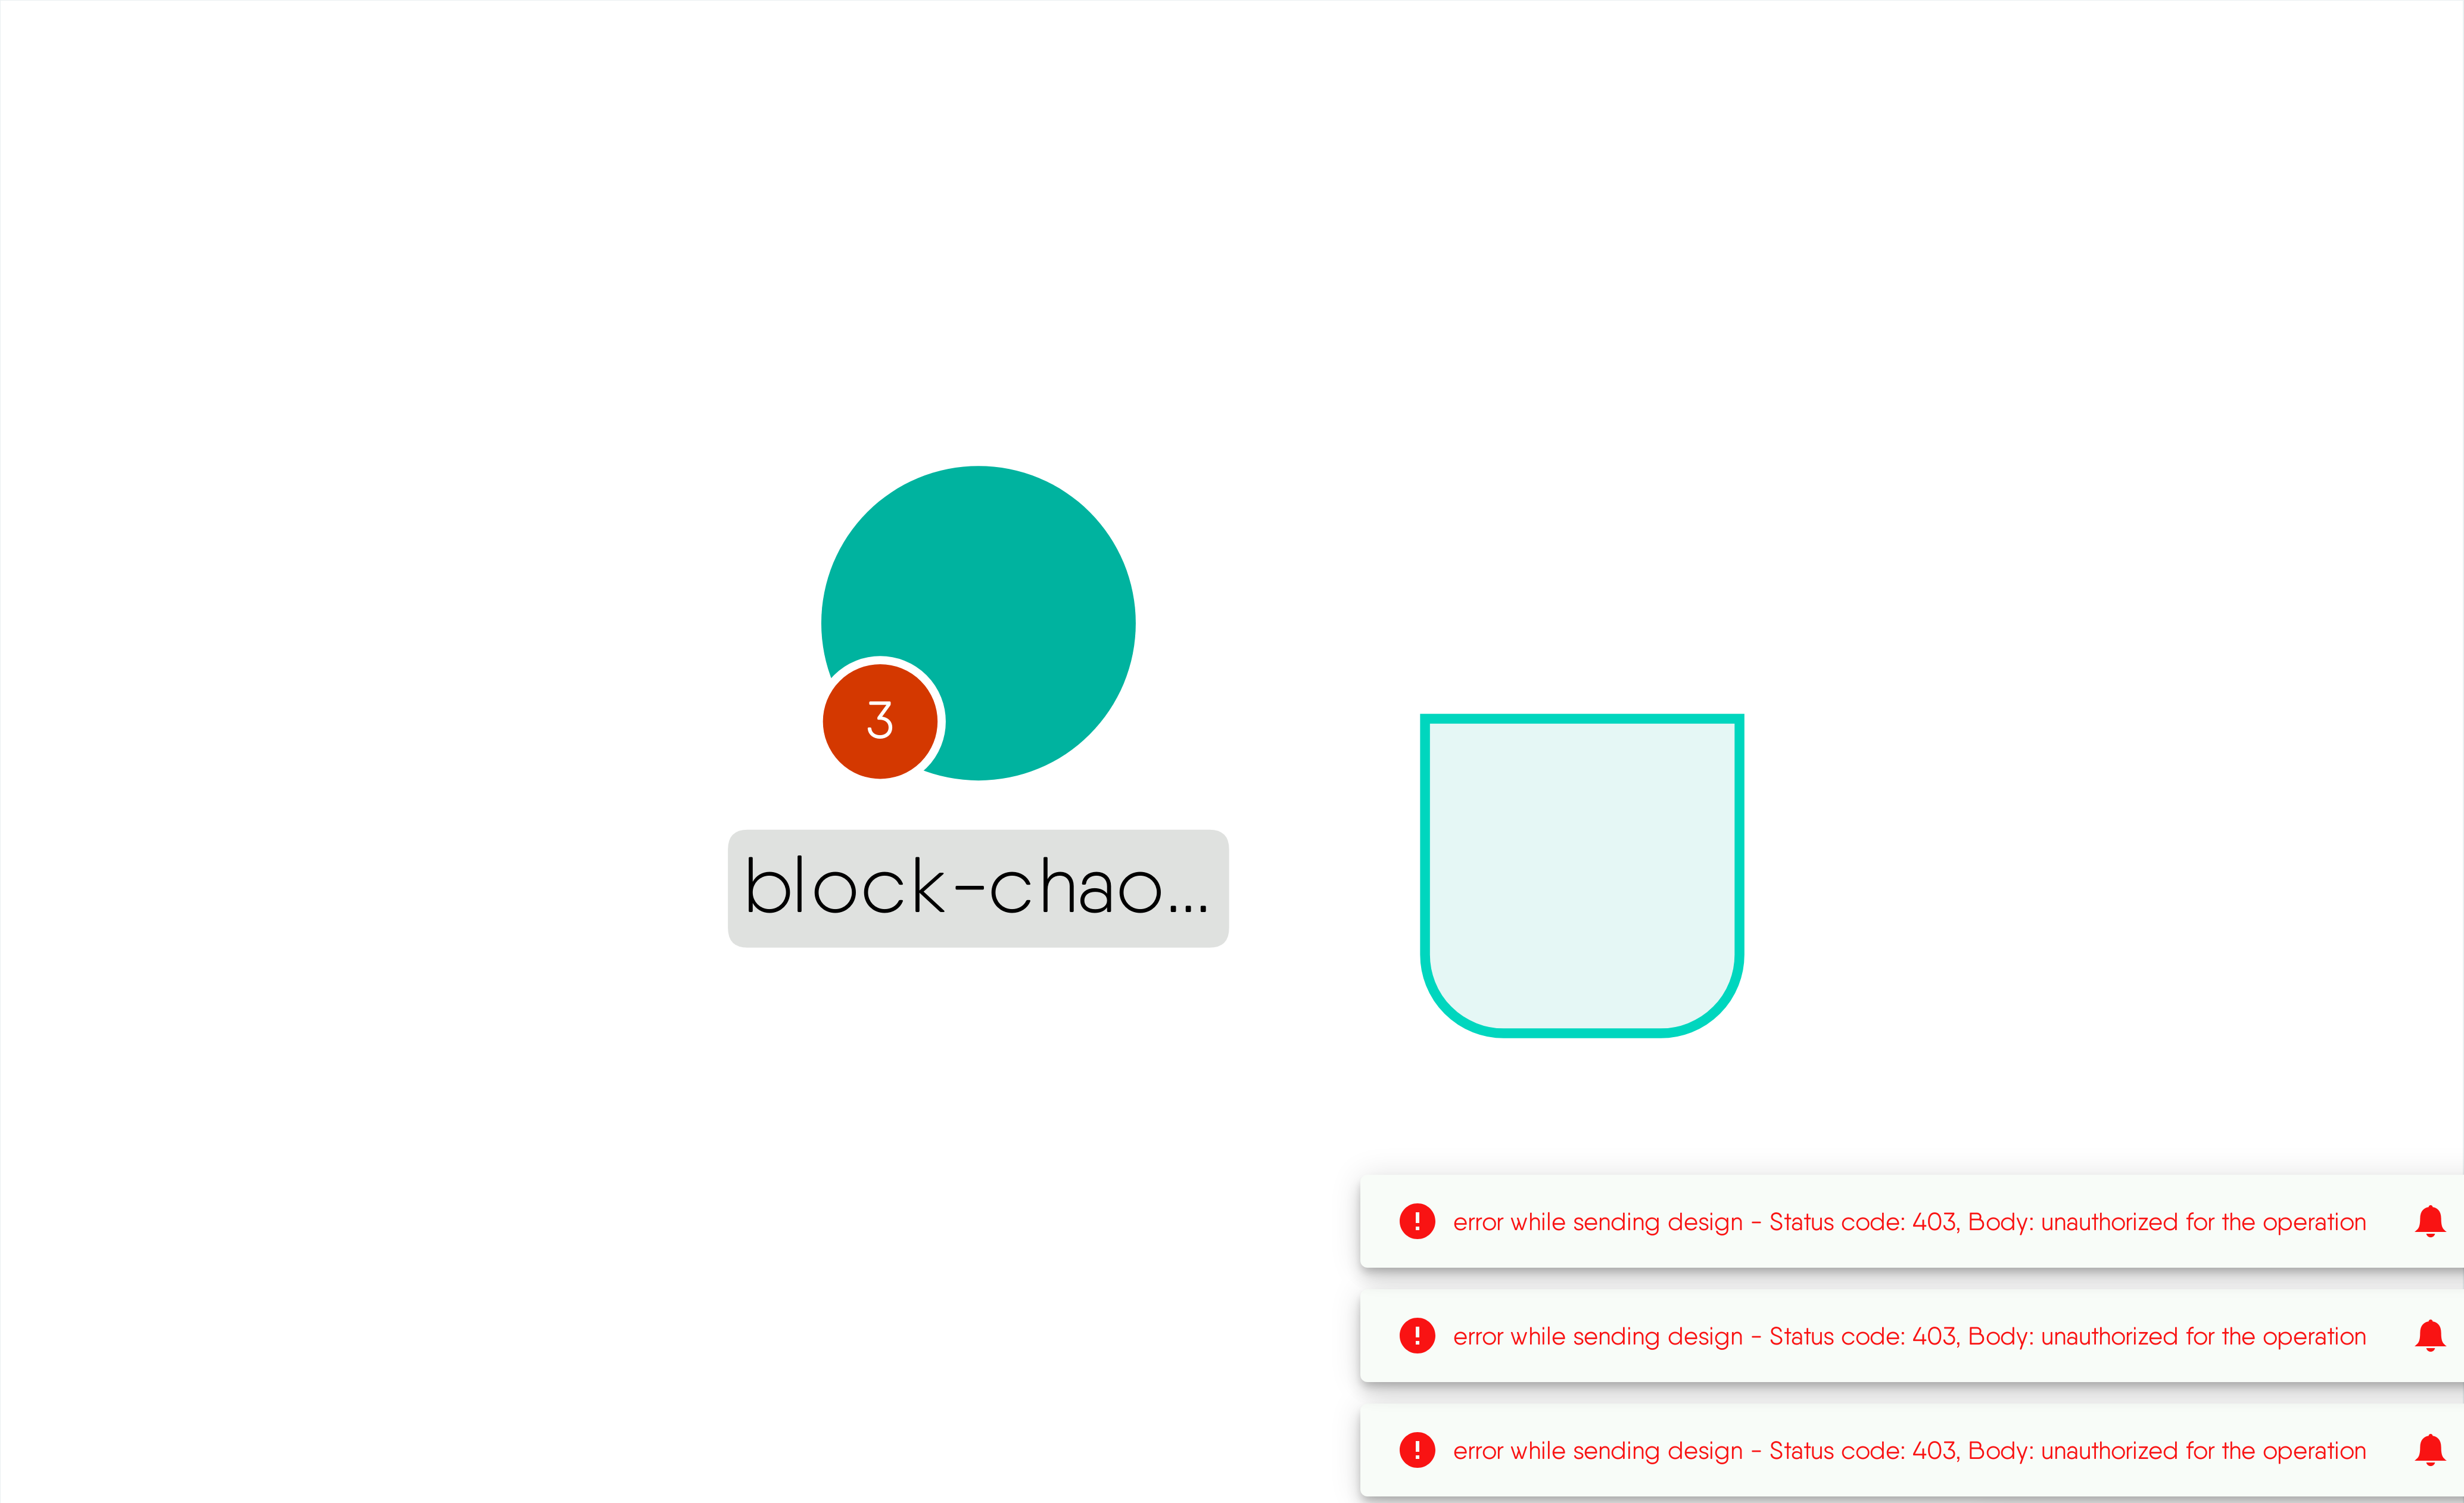 3
block-chao...
error while sending design - Status code: 403, Body: unauthorized for the operation
error while sending design - Status code: 403, Body: unauthorized for the operation
error while sending design - Status code: 403, Body: unauthorized for the operation